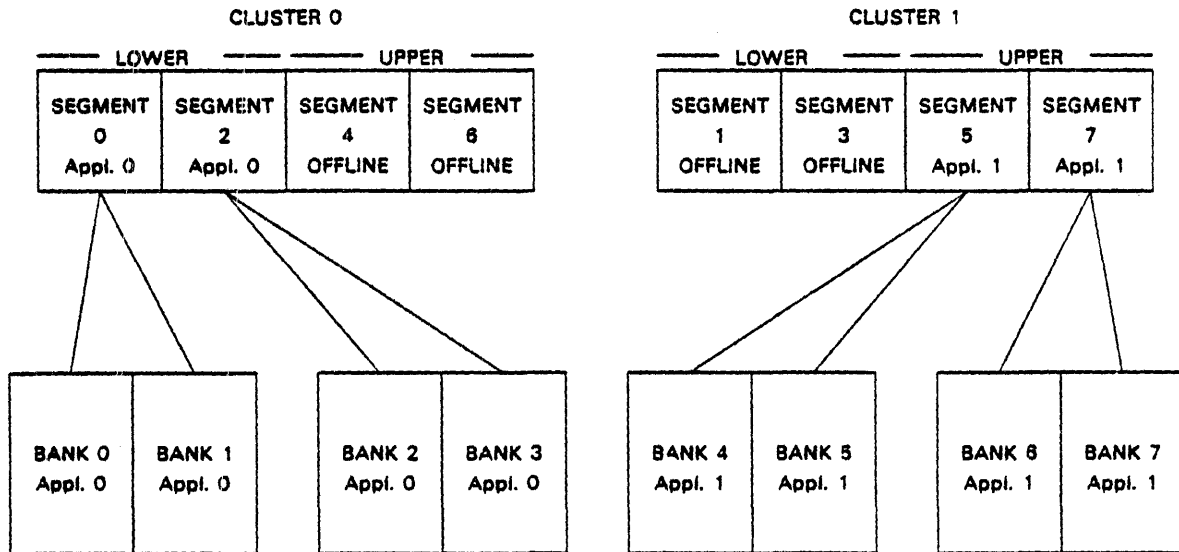 CLUSTER 0 CLUSTER 1
LOWER UPPER LOWER UPPER
SEGMENT SEGMENT SEGMENT SEGMENT SEGMENT SEGMENT SEGMENT SEGMENT
0 2 4 6 1 3 5 7
Appl. 0 Appl. 0 OFFLINE OFFLINE OFFLINE OFFLINE Appl. 1 Appl. 1
BANK 0 BANK 1 BANK 2 BANK 3 BANK 4 BANK 5 BANK 6 BANK 7
Appl. 0 Appl. 0 Appl. 0 Appl. 0 Appl. 1 Appl. 1 Appl. 1 Appl. 1